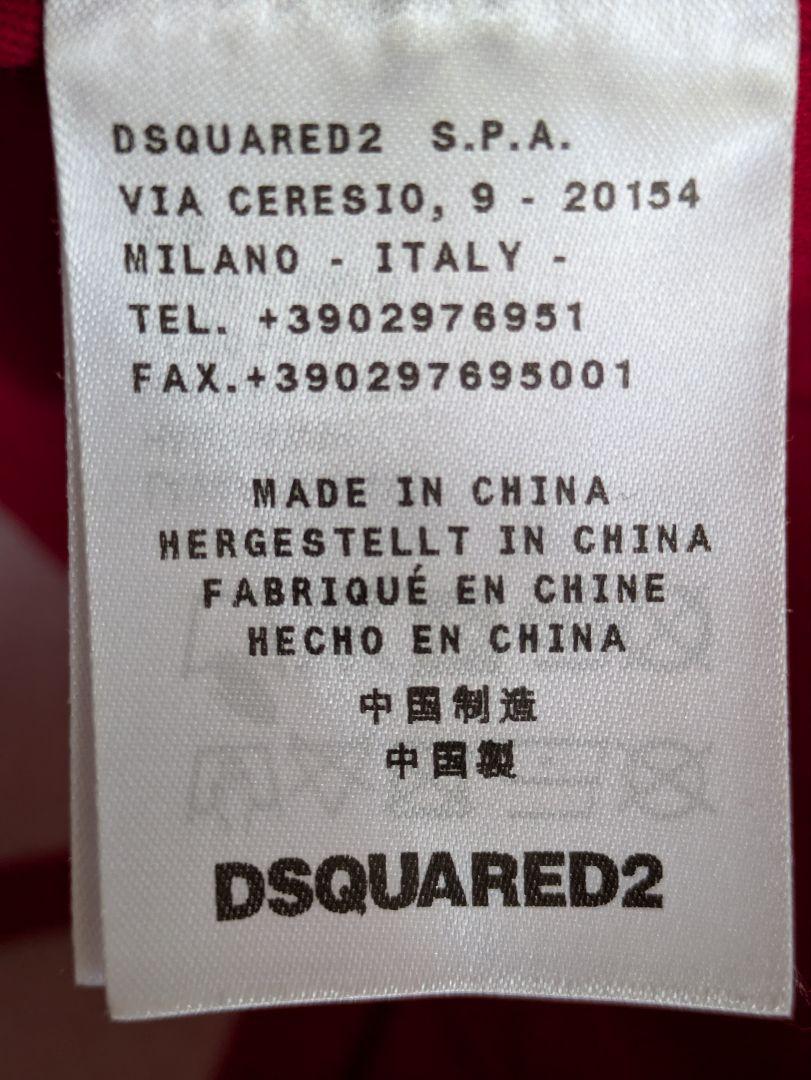 DSQUARED2 S.P.A.
VIA CERESIO, 9 - 20154
MILANO - ITALY -
TEL. +3902976951
FAX.+390297695001
MADE IN CHINA
HERGESTELLT IN CHINA
FABRIQUÉ EN CHINE
HECHO EN CHINA
中国制造
中国製
DSQUARED2